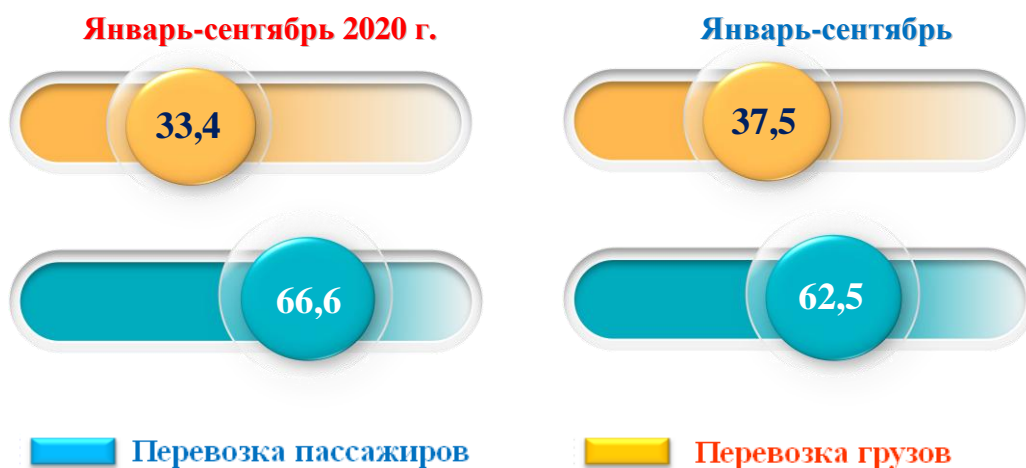 Январь-сентябрь 2020 г.
Январь-сентябрь
33,4
37,5
66,6
62,5
Перевозка пассажиров
Перевозка грузов